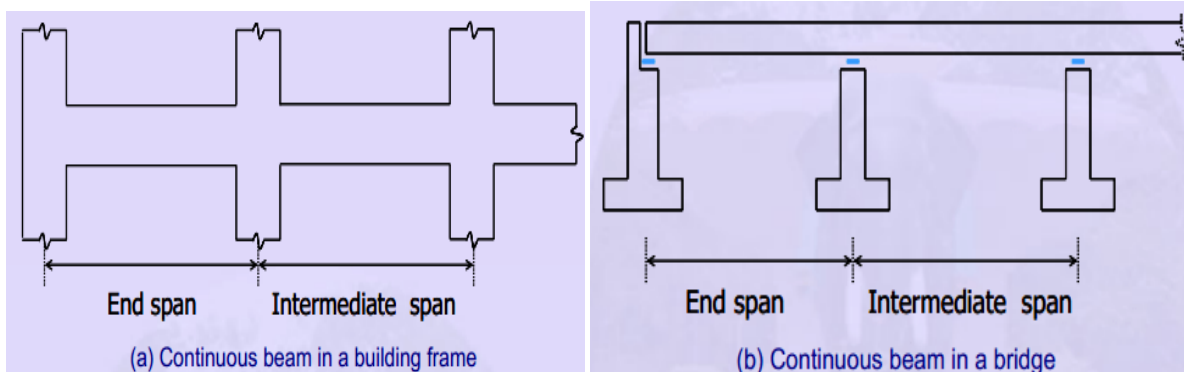 End span
Intermediate span
(a) Continuous beam in a building frame
End span
Intermediate span
(b) Continuous beam in a bridge